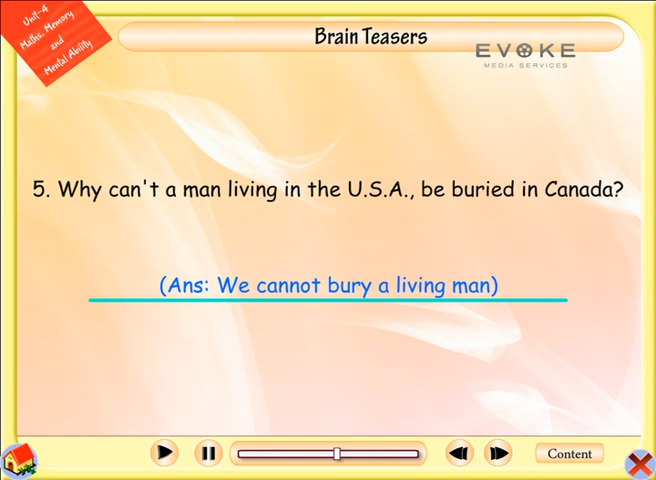 Unit-4
Maths, Memory
and
Mental Ability
Brain Teasers
EVOKE
MEDIA SERVICES
5. Why can't a man living in the U.S.A., be buried in Canada?
(Ans: We cannot bury a living man)
Content